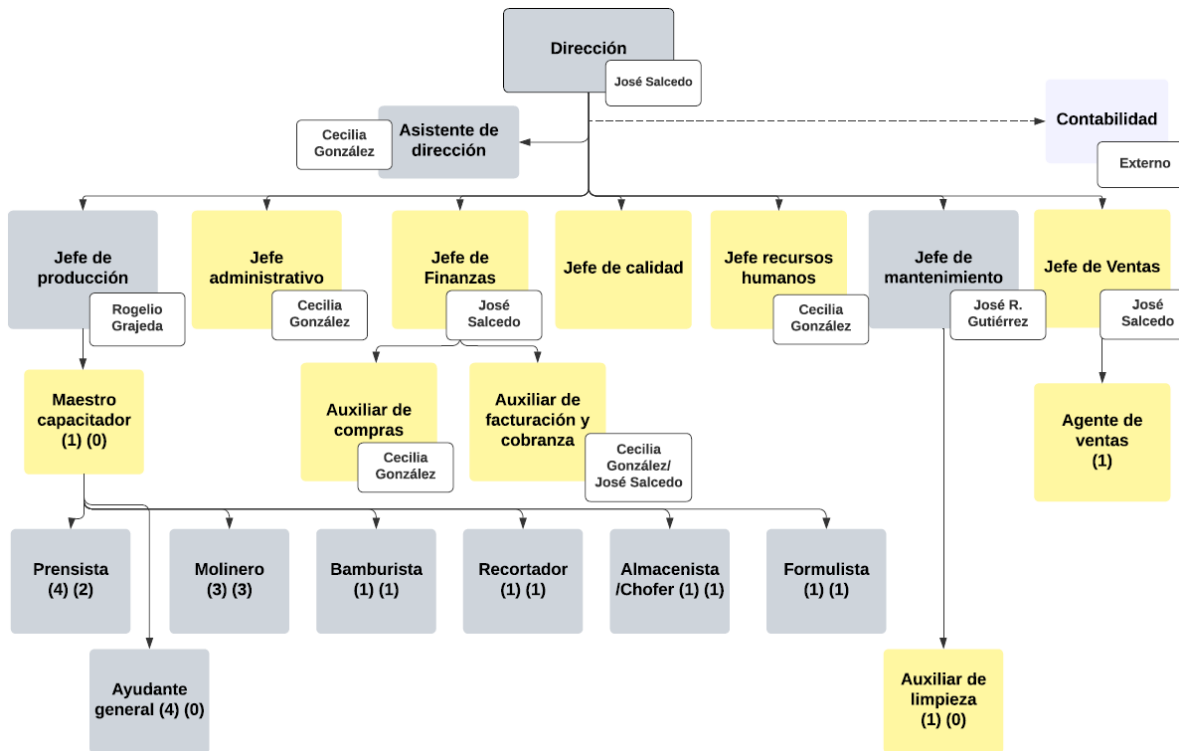 Dirección
José Salcedo
Cecilia
González
Asistente de
dirección
Contabilidad
Externo
Jefe de
producción
Rogelio
Grajeda
Jefe
administrativo
Cecilia
González
Jefe de
Finanzas
José
Salcedo
Jefe de calidad
Jefe recursos
humanos
Cecilia
González
Jefe de
mantenimiento
José R.
Gutiérrez
Jefe de Ventas
José
Salcedo
Maestro
capacitador
(1) (0)
Auxiliar de
compras
Cecilia
González
Auxiliar de
facturación y
cobranza
Cecilia
González/
José Salcedo
Agente de
ventas
(1)
Prensista
(4) (2)
Molinero
(3) (3)
Bamburista
(1) (1)
Recortador
(1) (1)
Almacenista
/Chofer (1) (1)
Formulista
(1) (1)
Ayudante
general (4) (0)
Auxiliar de
limpieza
(1) (0)